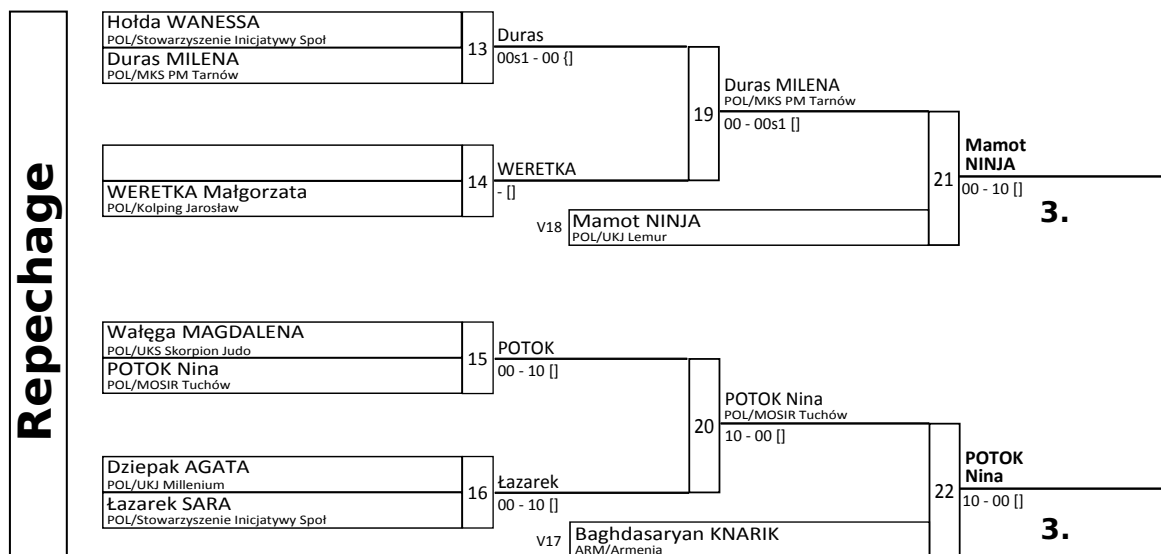 Repechage
Hołda WANESSA
POL/Stowarzyszenie Inicjatywy Społ
Duras MILENA
POL/MKS PM Tarnów
13
Duras
00s1 - 00 {]
WERETKA Małgorzata
POL/Kolping Jarosław
14
WERETKA
- []
19
Duras MILENA
POL/MKS PM Tarnów
00 - 00s1 []
V18
Mamot NINJA
POL/UKJ Lemur
21
Mamot
NINJA
00 - 10 []
3.
Wałęga MAGDALENA
POL/UKS Skorpion Judo
POTOK Nina
POL/MOSIR Tuchów
15
POTOK
00 - 10 []
Dziepak AGATA
POL/UKJ Millenium
Łazarek SARA
POL/Stowarzyszenie Inicjatywy Społ
16
Łazarek
00 - 10 []
20
POTOK Nina
POL/MOSIR Tuchów
10 - 00 []
V17
Baghdasaryan KNARIK
ARM/Armenia
22
POTOK
Nina
10 - 00 []
3.